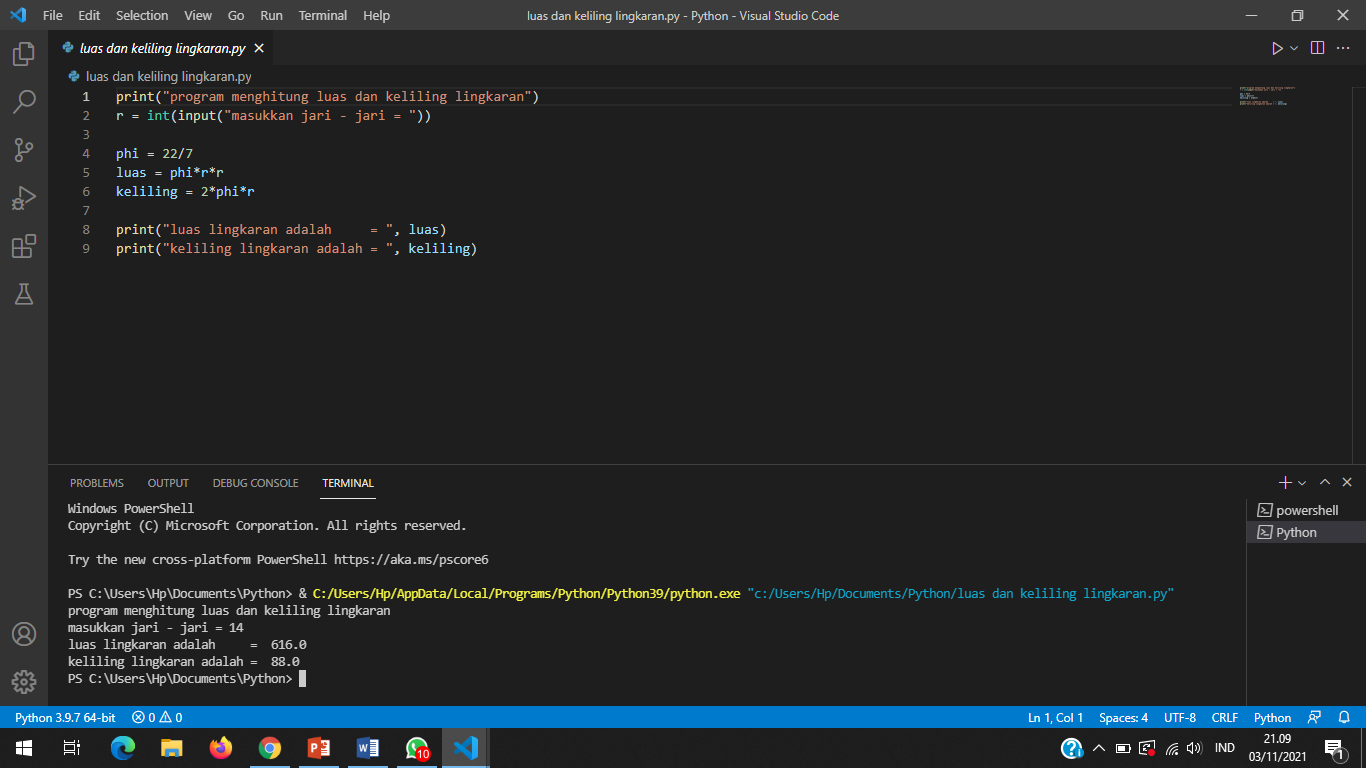 File Edit Selection View Go Run Terminal Help
luas dan keliling lingkaran.py - Python - Visual Studio Code
luas dan keliling lingkaran.py
luas dan keliling lingkaran.py
1 print("program menghitung luas dan keliling lingkaran")
2 r = int(input("masukkan jari - jari = "))
3
4 phi = 22/7
5 luas = phi*r*r
6 keliling = 2*phi*r
7
8 print("luas lingkaran adalah     = ", luas)
9 print("keliling lingkaran adalah = ", keliling)
PROBLEMS OUTPUT DEBUG CONSOLE TERMINAL
Windows PowerShell
Copyright (C) Microsoft Corporation. All rights reserved.
Try the new cross-platform PowerShell https://aka.ms/pscore6
PS C:\Users\Hp\Documents\Python> & C:/Users/Hp/AppData/Local/Programs/Python/Python39/python.exe "c:/Users/Hp/Documents/Python/luas dan keliling lingkaran.py"
program menghitung luas dan keliling lingkaran
masukkan jari - jari = 14
luas lingkaran adalah     =  616.0
keliling lingkaran adalah =  88.0
PS C:\Users\Hp\Documents\Python>
powershell
Python
Python 3.9.7 64-bit 0 0 Ln 1, Col 1 Spaces: 4 UTF-8 CRLF Python
10
IND
21.09
03/11/2021
1